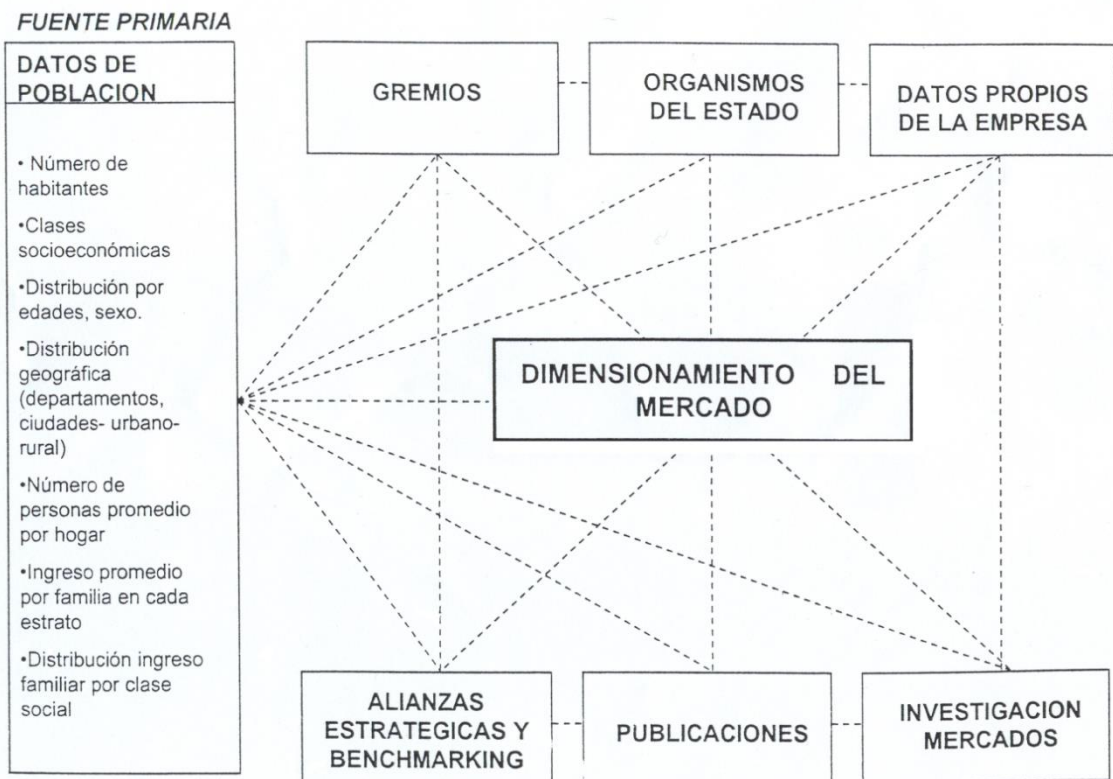 FUENTE PRIMARIA
DATOS DE
POBLACION
• Número de
habitantes
•Clases
socioeconómicas
•Distribución por
edades, sexo.
•Distribución
geográfica
(departamentos,
ciudades- urbano-
rural)
•Número de
personas promedio
por hogar
•Ingreso promedio
por familia en cada
estrato
•Distribución ingreso
familiar por clase
social
GREMIOS
ORGANISMOS
DEL ESTADO
DATOS PROPIOS
DE LA EMPRESA
DIMENSIONAMIENTO DEL
MERCADO
ALIANZAS
ESTRATEGICAS Y
BENCHMARKING
PUBLICACIONES
INVESTIGACION
MERCADOS